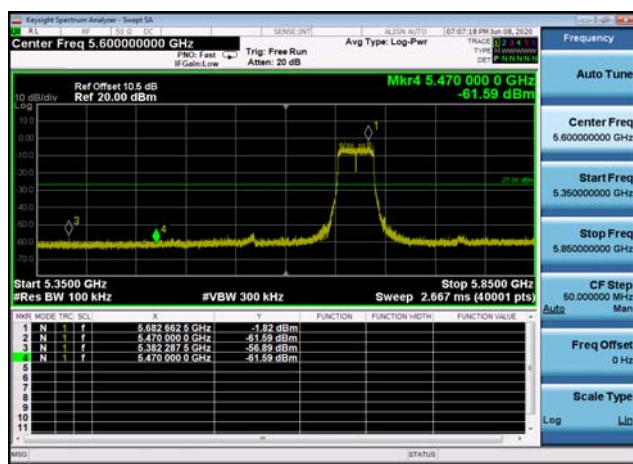 Keysight Spectrum Analyzer - Swept SA
RL RF 50 Ω DC SENSE:INT ALIGN AUTO 07:07:18 PM Jun 08, 2020
Center Freq 5.600000000 GHz
PNO: Fast
IFGain:Low
Trig: Free Run
Atten: 20 dB
Avg Type: Log-Pwr
TRACE 1 2 3 4 5 6
TYPE
DET P N N N N N
Ref Offset 10.5 dB
10 dB/div Ref 20.00 dBm
Mkr4 5.470 000 0 GHz
-61.59 dBm
Log
10.0
0.00
-10.0
-20.0
-30.0
-40.0
-50.0
-60.0
-70.0
1
-27.00 dBm
3
4
Start 5.3500 GHz
Stop 5.8500 GHz
#Res BW 100 kHz
#VBW 300 kHz
Sweep 2.667 ms (40001 pts)
MKR MODE TRC SCL X Y FUNCTION FUNCTION WIDTH FUNCTION VALUE
1 N 1 f 5.682 662 5 GHz -1.82 dBm
2 N 1 f 5.470 000 0 GHz -61.59 dBm
3 N 1 f 5.382 287 5 GHz -56.89 dBm
4 N 1 f 5.470 000 0 GHz -61.59 dBm
5
6
7
8
9
10
11
MSG
STATUS
Frequency
Auto Tune
Center Freq
5.600000000 GHz
Start Freq
5.350000000 GHz
Stop Freq
5.850000000 GHz
CF Step
50.000000 MHz
Auto Man
Freq Offset
0 Hz
Scale Type
Log Lin